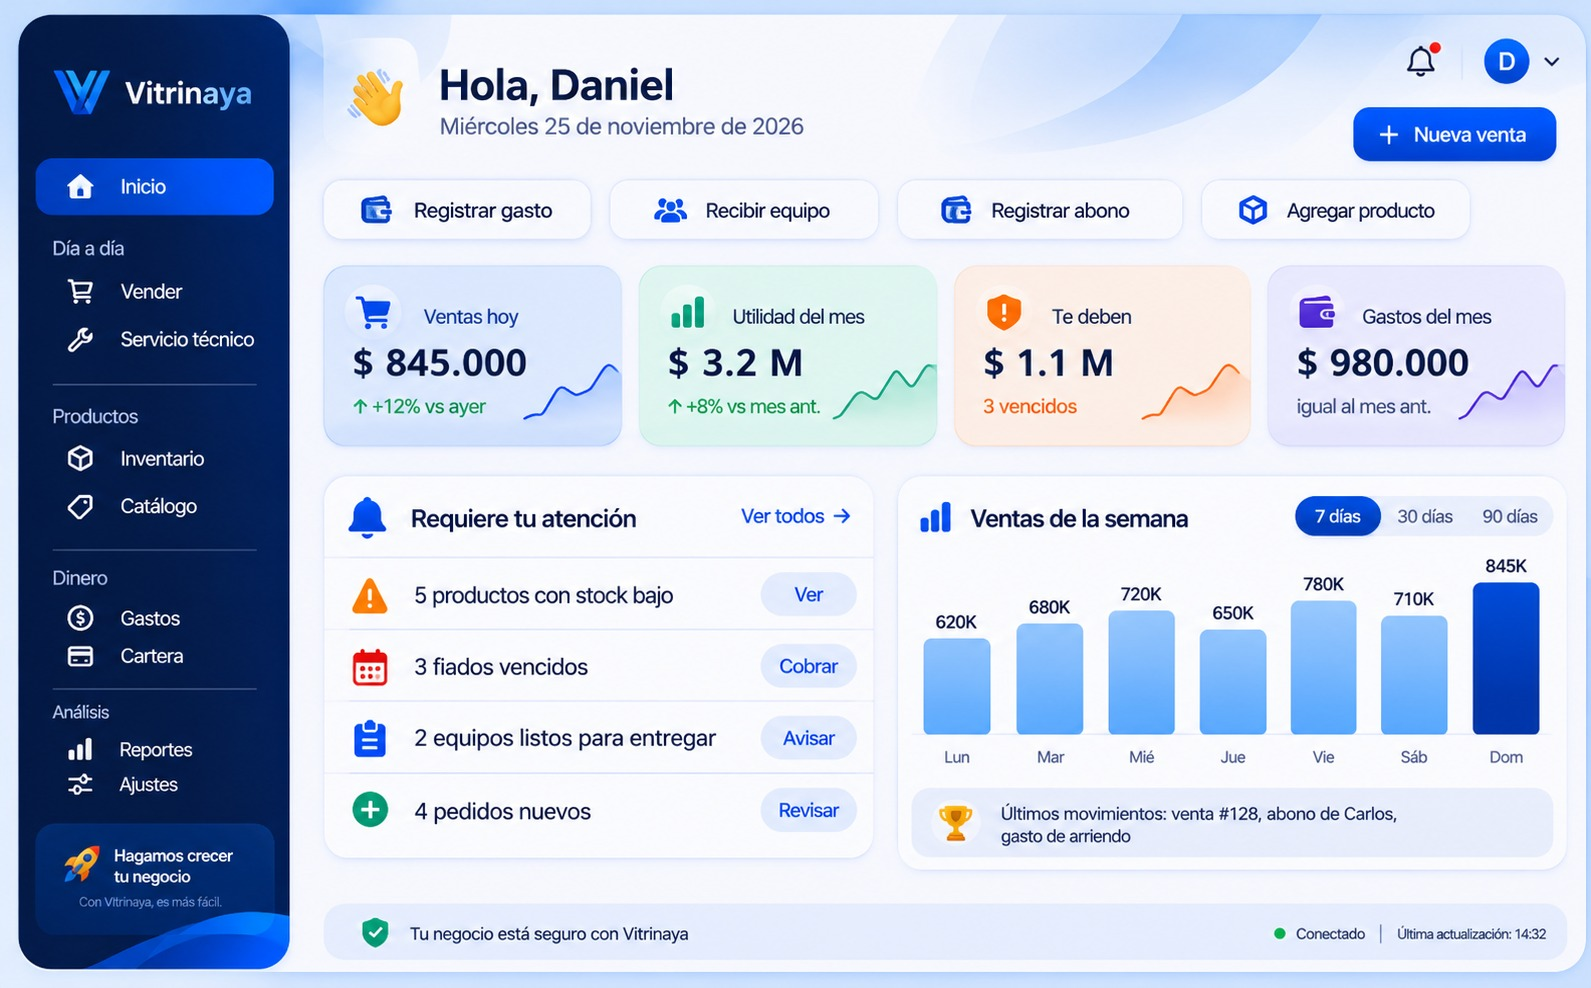 Vitrinaya
Inicio
Día a día
Vender
Servicio técnico
Productos
Inventario
Catálogo
Dinero
Gastos
Cartera
Análisis
Reportes
Ajustes
Hagamos crecer
tu negocio
Con Vitrinaya, es más fácil.
Hola, Daniel
Miércoles 25 de noviembre de 2026
D
+ Nueva venta
Registrar gasto
Recibir equipo
Registrar abono
Agregar producto
Ventas hoy
$ 845.000
↑ +12% vs ayer
Utilidad del mes
$ 3.2 M
↑ +8% vs mes ant.
Te deben
$ 1.1 M
3 vencidos
Gastos del mes
$ 980.000
igual al mes ant.
Requiere tu atención
Ver todos →
5 productos con stock bajo
Ver
3 fiados vencidos
Cobrar
2 equipos listos para entregar
Avisar
4 pedidos nuevos
Revisar
Ventas de la semana
7 días
30 días
90 días
620K
680K
720K
650K
780K
710K
845K
Lun
Mar
Mié
Jue
Vie
Sáb
Dom
Últimos movimientos: venta #128, abono de Carlos,
gasto de arriendo
Tu negocio está seguro con Vitrinaya
Conectado
Última actualización: 14:32